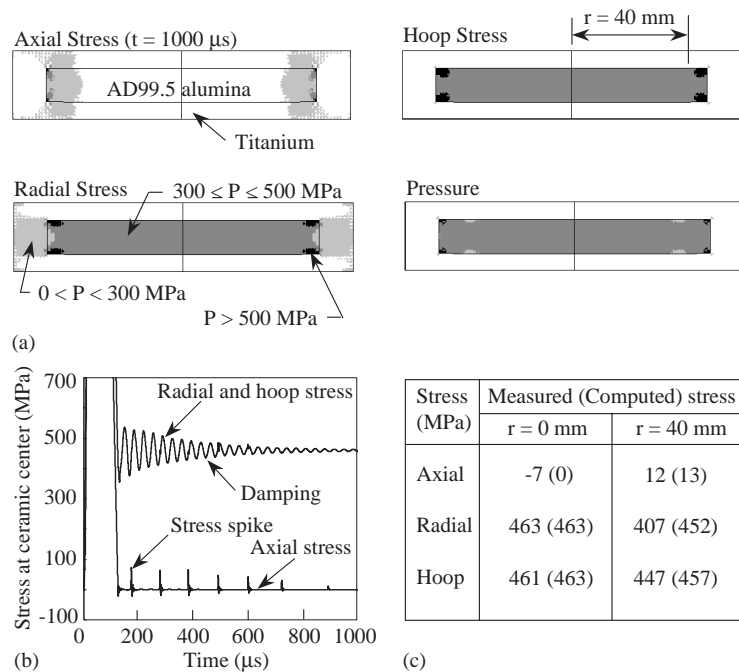 Axial Stress (t = 1000 μs)
AD99.5 alumina
Titanium
Hoop Stress
r = 40 mm
Radial Stress
300 ≤ P ≤ 500 MPa
0 < P < 300 MPa
P > 500 MPa
Pressure
(a)
Stress at ceramic center (MPa)
700
500
300
100
-100
Radial and hoop stress
Damping
Stress spike
Axial stress
0 200 400 600 800 1000
Time (μs)
(b)
Stress (MPa) Measured (Computed) stress
r = 0 mm r = 40 mm
Axial -7 (0) 12 (13)
Radial 463 (463) 407 (452)
Hoop 461 (463) 447 (457)
(c)